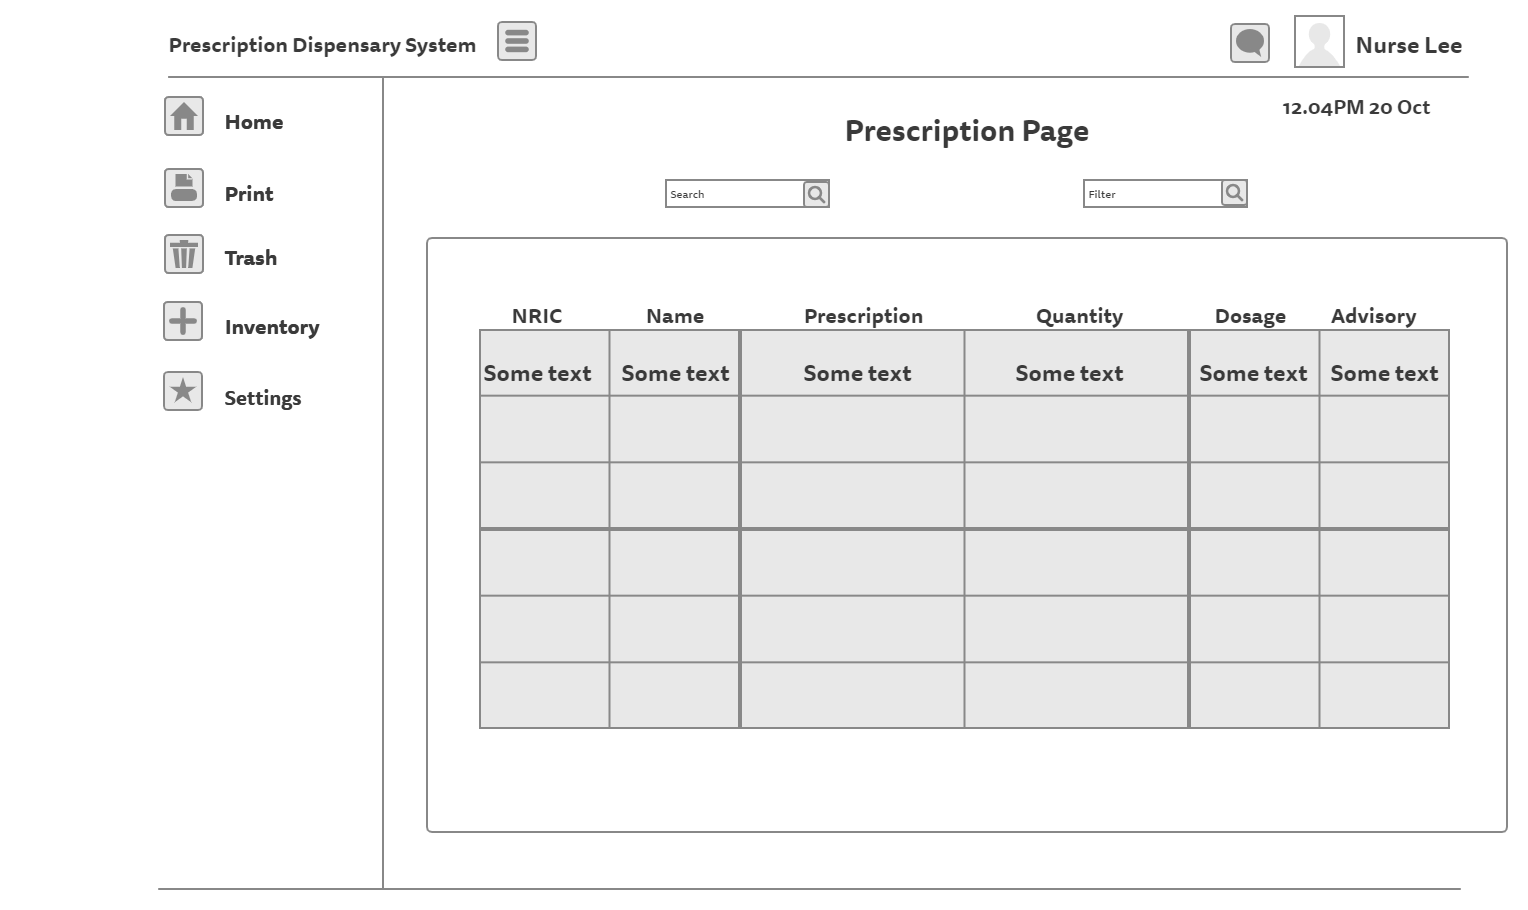 Prescription Dispensary System
Nurse Lee
12.04PM 20 Oct
Home
Print
Trash
Inventory
Settings
Prescription Page
Search
Filter
NRIC Name Prescription Quantity Dosage Advisory
Some text Some text Some text Some text Some text Some text